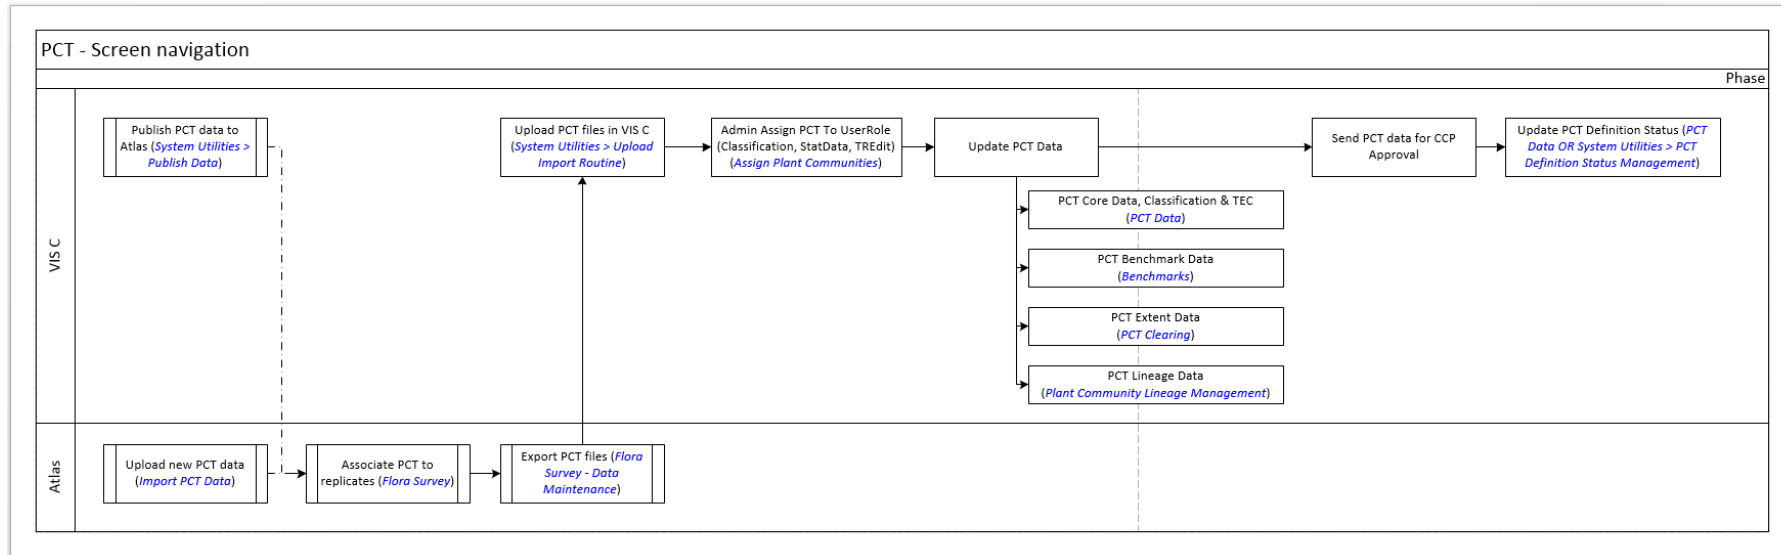 PCT - Screen navigation
Phase
VIS C
Publish PCT data to
Atlas (System Utilities >
Publish Data)
Upload PCT files in VIS C
(System Utilities > Upload
Import Routine)
Admin Assign PCT To UserRole
(Classification, StatData, TREdit)
(Assign Plant Communities)
Update PCT Data
Send PCT data for CCP
Approval
Update PCT Definition Status (PCT
Data OR System Utilities > PCT
Definition Status Management)
PCT Core Data, Classification & TEC
(PCT Data)
PCT Benchmark Data
(Benchmarks)
PCT Extent Data
(PCT Clearing)
PCT Lineage Data
(Plant Community Lineage Management)
Atlas
Upload new PCT data
(Import PCT Data)
Associate PCT to
replicates (Flora Survey)
Export PCT files (Flora
Survey - Data
Maintenance)